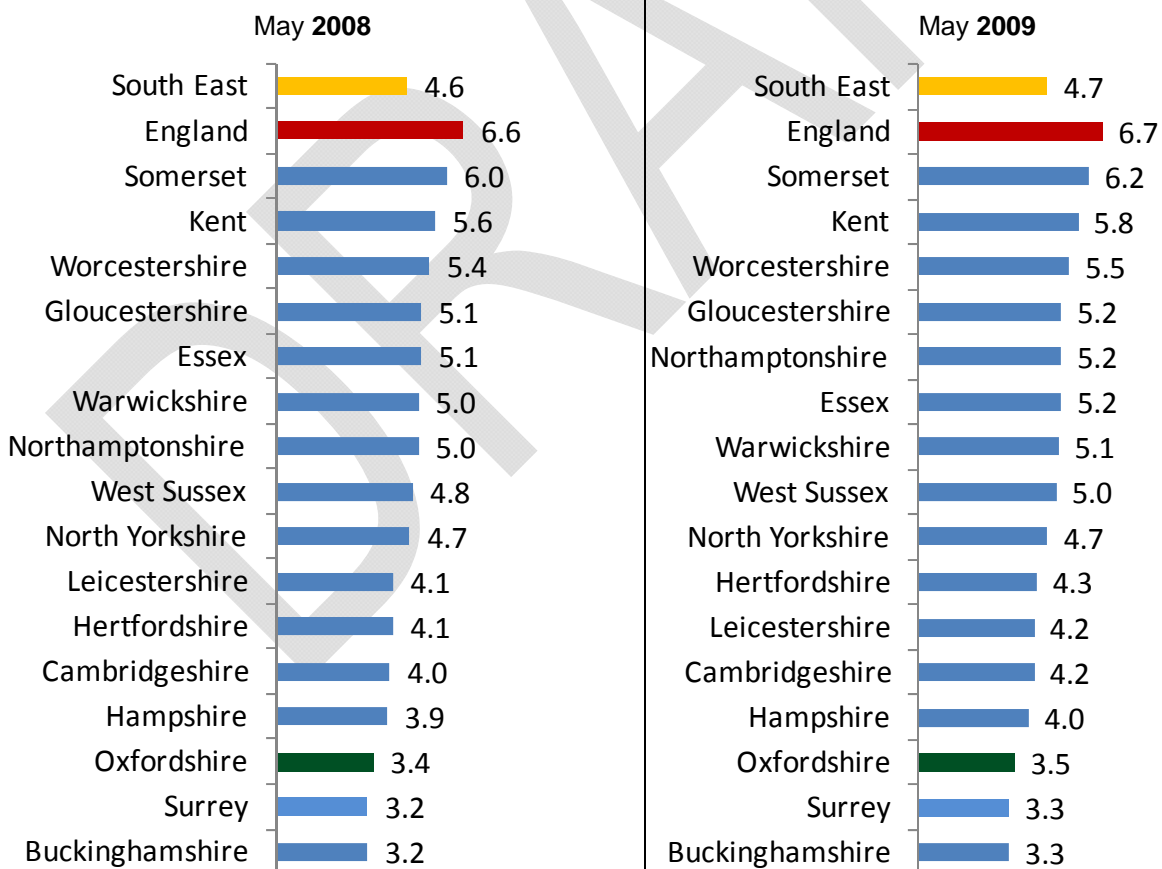 May 2008
South East 4.6
England 6.6
Somerset 6.0
Kent 5.6
Worcestershire 5.4
Gloucestershire 5.1
Essex 5.1
Warwickshire 5.0
Northamptonshire 5.0
West Sussex 4.8
North Yorkshire 4.7
Leicestershire 4.1
Hertfordshire 4.1
Cambridgeshire 4.0
Hampshire 3.9
Oxfordshire 3.4
Surrey 3.2
Buckinghamshire 3.2
May 2009
South East 4.7
England 6.7
Somerset 6.2
Kent 5.8
Worcestershire 5.5
Gloucestershire 5.2
Northamptonshire 5.2
Essex 5.2
Warwickshire 5.1
West Sussex 5.0
North Yorkshire 4.7
Hertfordshire 4.3
Leicestershire 4.2
Cambridgeshire 4.2
Hampshire 4.0
Oxfordshire 3.5
Surrey 3.3
Buckinghamshire 3.3